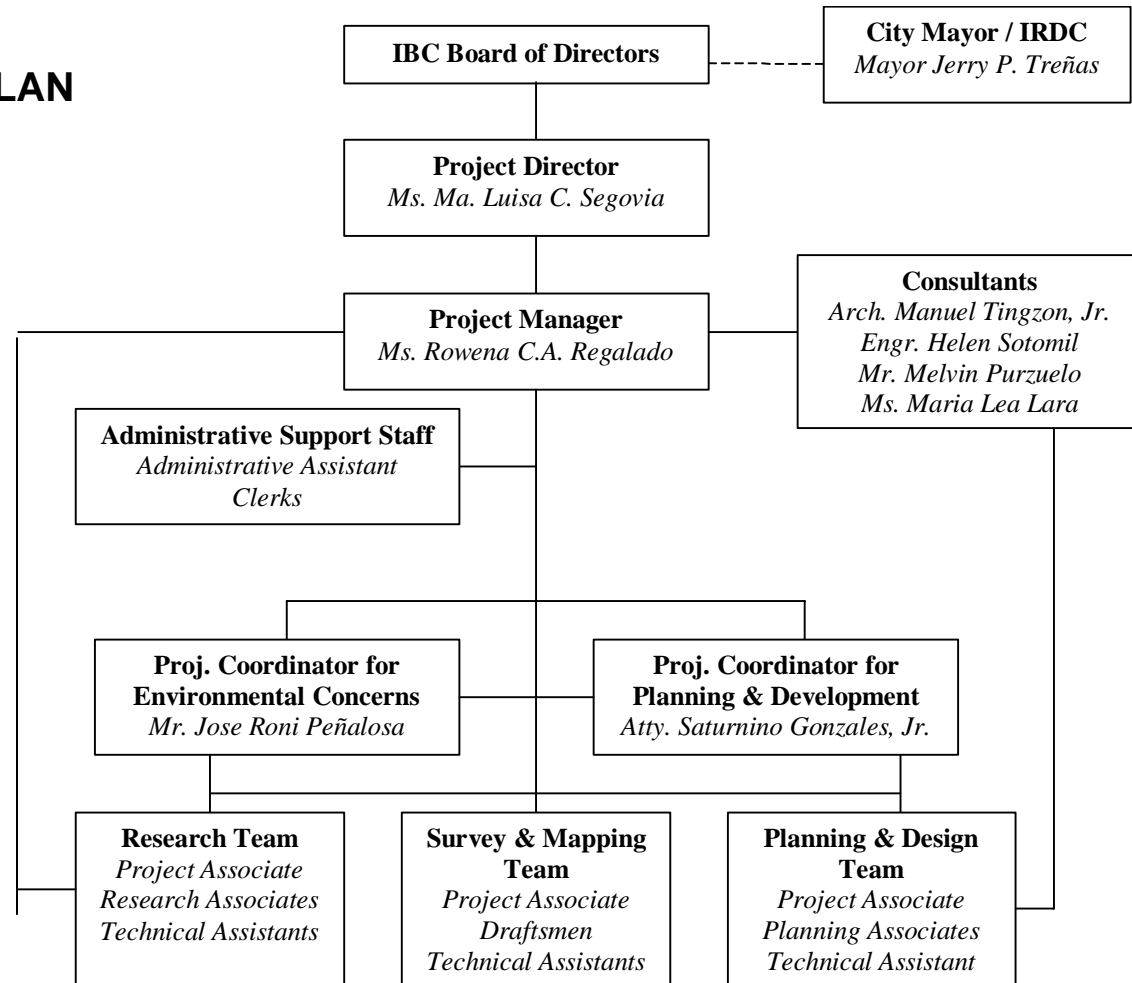 LAN
IBC Board of Directors
City Mayor / IRDC
Mayor Jerry P. Treñas
Project Director
Ms. Ma. Luisa C. Segovia
Project Manager
Ms. Rowena C.A. Regalado
Consultants
Arch. Manuel Tingzon, Jr.
Engr. Helen Sotomil
Mr. Melvin Purzuelo
Ms. Maria Lea Lara
Administrative Support Staff
Administrative Assistant
Clerks
Proj. Coordinator for
Environmental Concerns
Mr. Jose Roni Peñalosa
Proj. Coordinator for
Planning & Development
Atty. Saturnino Gonzales, Jr.
Research Team
Project Associate
Research Associates
Technical Assistants
Survey & Mapping
Team
Project Associate
Draftsmen
Technical Assistants
Planning & Design
Team
Project Associate
Planning Associates
Technical Assistant